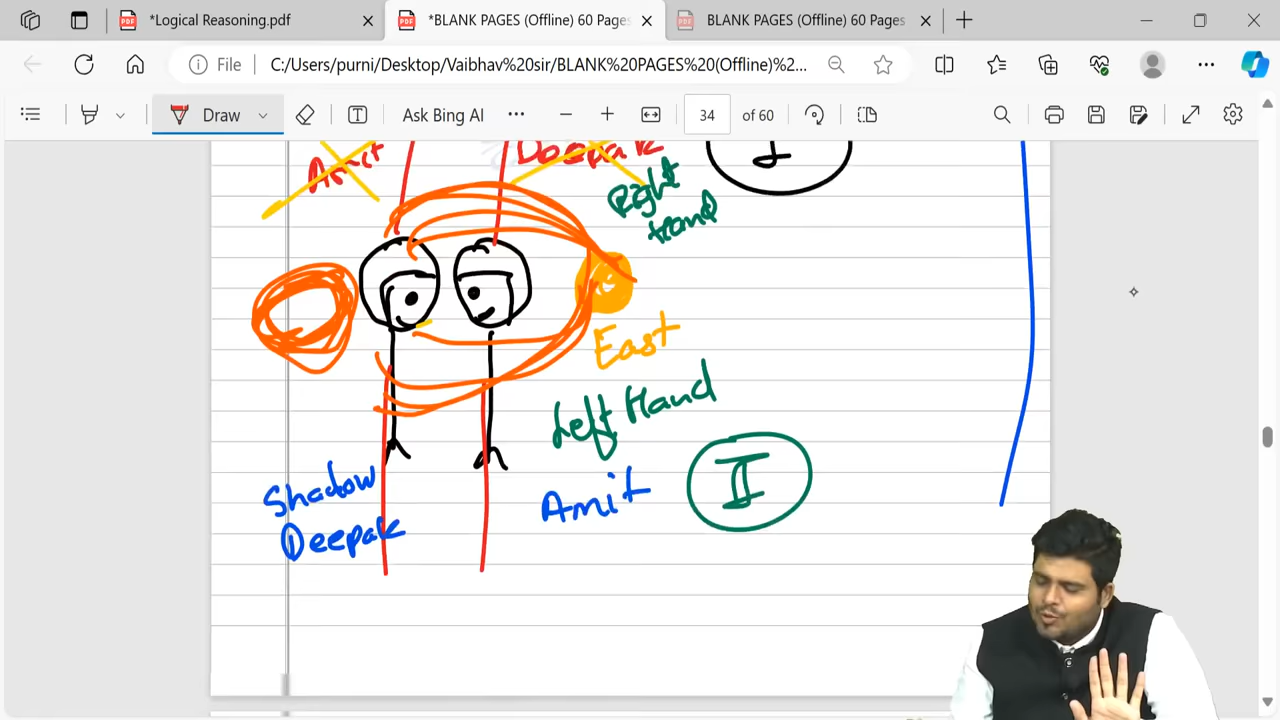 *Logical Reasoning.pdf
*BLANK PAGES (Offline) 60 Pages
BLANK PAGES (Offline) 60 Pages
File
C:/Users/purni/Desktop/Vaibhav%20sir/BLANK%20PAGES%20(Offline)%2...
Draw
Ask Bing AI
34
of 60
Amit
Deepak
I
Right
Hand
East
Left Hand
II
Shadow
Deepak
Amit